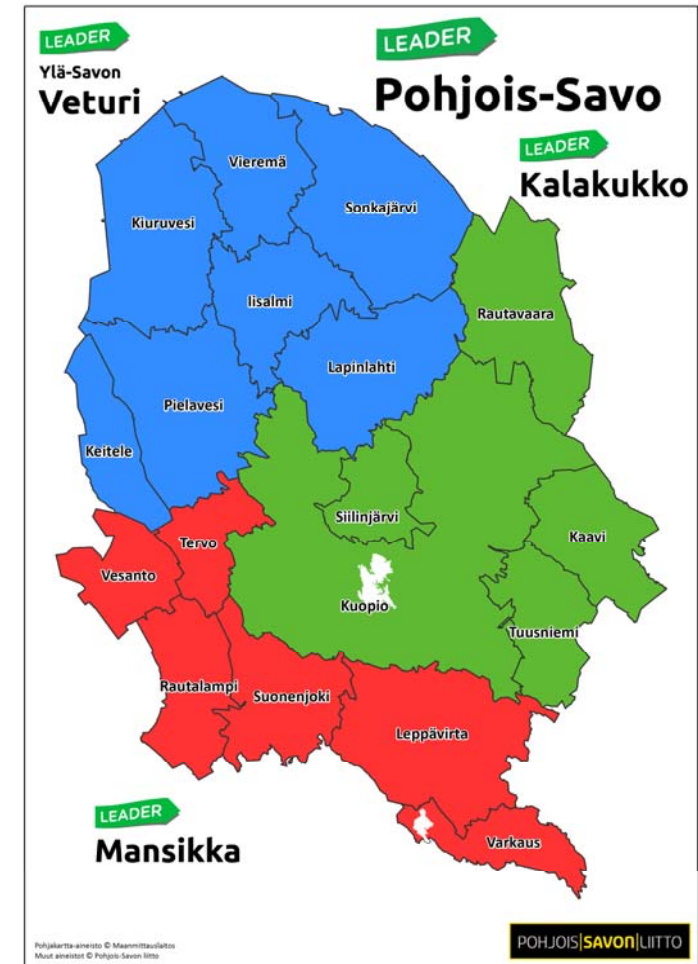 LEADER
Ylä-Savon
Veturi
LEADER
Pohjois-Savo
LEADER
Kalakukko
Vieremä
Kiuruvesi
Sonkajärvi
Iisalmi
Rautavaara
Lapinlahti
Pielavesi
Keitele
Siilinjärvi
Kaavi
Tervo
Vesanto
Kuopio
Tuusniemi
Rautalampi
Suonenjoki
Leppävirta
Varkaus
LEADER
Mansikka
Pohjakartta-aineisto © Maanmittauslaitos
Muut aineistot © Pohjois-Savon liitto
POHJOIS|SAVON|LIITTO